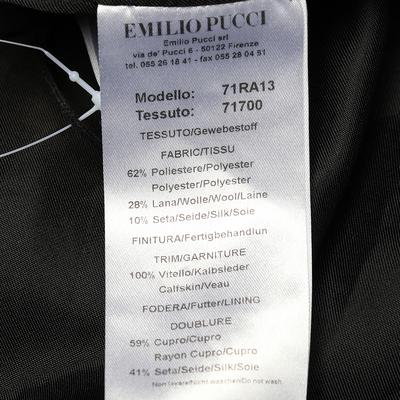 EMILIO PUCCI
Emilio Pucci srl
via de' Pucci 6 - 50122 Firenze
tel. 055 26 18 41 - fax 055 28 04 51
Modello: 71RA13
Tessuto: 71700
TESSUTO/Gewebestoff
FABRIC/TISSU
62% Poliestere/Polyester
Polyester/Polyester
28% Lana/Wolle/Wool/Laine
10% Seta/Seide/Silk/Soie
FINITURA/Fertigbehandlun
TRIM/GARNITURE
100% Vitello/Kalbsleder
Calfskin/Veau
FODERA/Futter/LINING
DOUBLURE
59% Cupro/Cupro
Rayon Cupro/Cupro
41% Seta/Seide/Silk/Soie
Non lavare/Nicht waschen/Do not wash